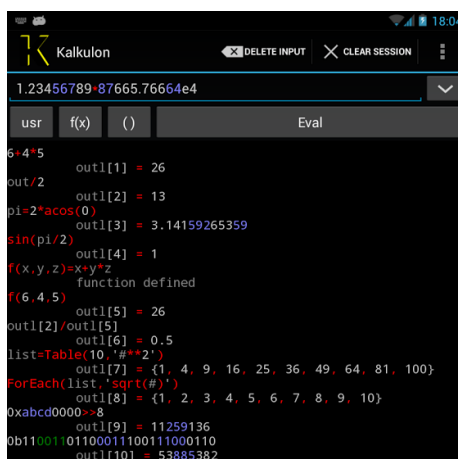 18:04
Kalkulon
DELETE INPUT
CLEAR SESSION
1.23456789*87665.76664e4
usr f(x) ( ) Eval
6+4*5
outl[1] = 26
out/2
outl[2] = 13
pi=2*acos(0)
outl[3] = 3.14159265359
sin(pi/2)
outl[4] = 1
f(x,y,z)=x+y*z
function defined
f(6,4,5)
outl[5] = 26
outl[2]/outl[5]
outl[6] = 0.5
list=Table(10,'#**2')
outl[7] = {1, 4, 9, 16, 25, 36, 49, 64, 81, 100}
ForEach(list,'sqrt(#)')
outl[8] = {1, 2, 3, 4, 5, 6, 7, 8, 9, 10}
0xabcd0000>>8
outl[9] = 11259136
0b11001101100011100111000110
outl[10] = 53885382